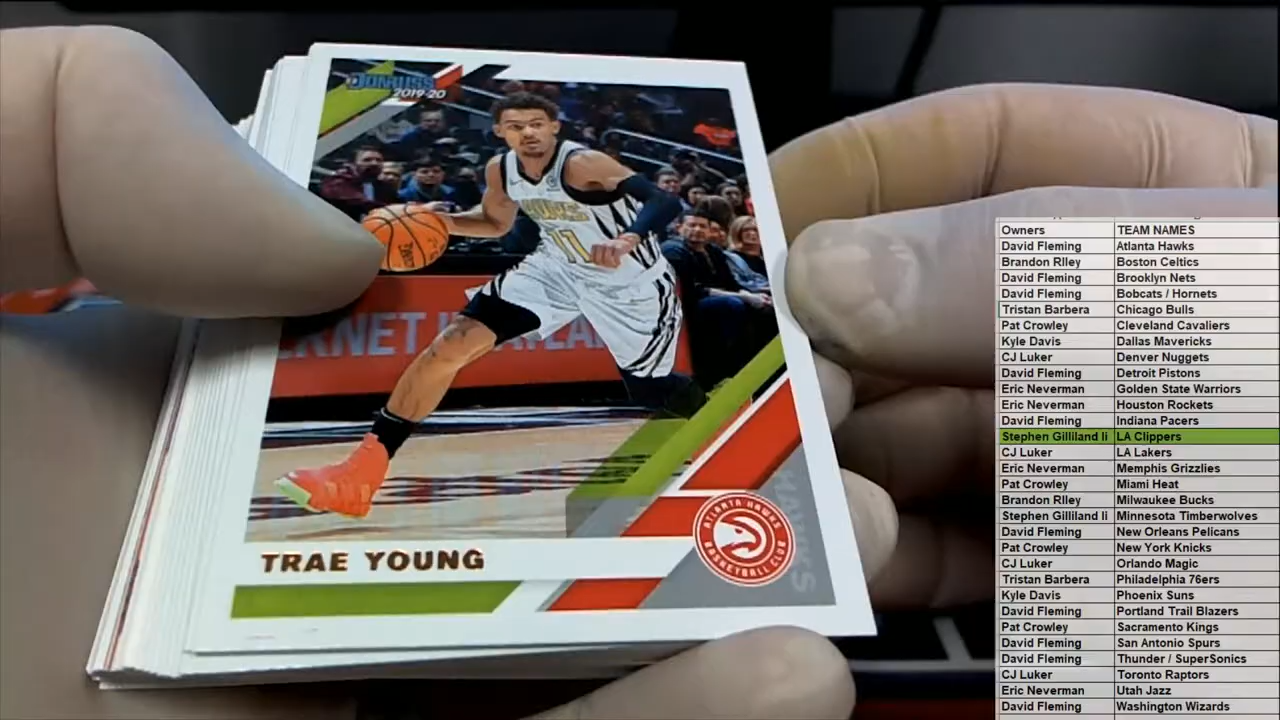 DONRUSS
2019-20
HAWKS
11
TRAE YOUNG
ATLANTA HAWKS
BASKETBALL CLUB
HAWKS
Owners TEAM NAMES
David Fleming Atlanta Hawks
Brandon RIley Boston Celtics
David Fleming Brooklyn Nets
David Fleming Bobcats / Hornets
Tristan Barbera Chicago Bulls
Pat Crowley Cleveland Cavaliers
Kyle Davis Dallas Mavericks
CJ Luker Denver Nuggets
David Fleming Detroit Pistons
Eric Neverman Golden State Warriors
Eric Neverman Houston Rockets
David Fleming Indiana Pacers
Stephen Gilliland Ii LA Clippers
CJ Luker LA Lakers
Eric Neverman Memphis Grizzlies
Pat Crowley Miami Heat
Brandon RIley Milwaukee Bucks
Stephen Gilliland Ii Minnesota Timberwolves
David Fleming New Orleans Pelicans
Pat Crowley New York Knicks
CJ Luker Orlando Magic
Tristan Barbera Philadelphia 76ers
Kyle Davis Phoenix Suns
David Fleming Portland Trail Blazers
Pat Crowley Sacramento Kings
David Fleming San Antonio Spurs
David Fleming Thunder / SuperSonics
CJ Luker Toronto Raptors
Eric Neverman Utah Jazz
David Fleming Washington Wizards